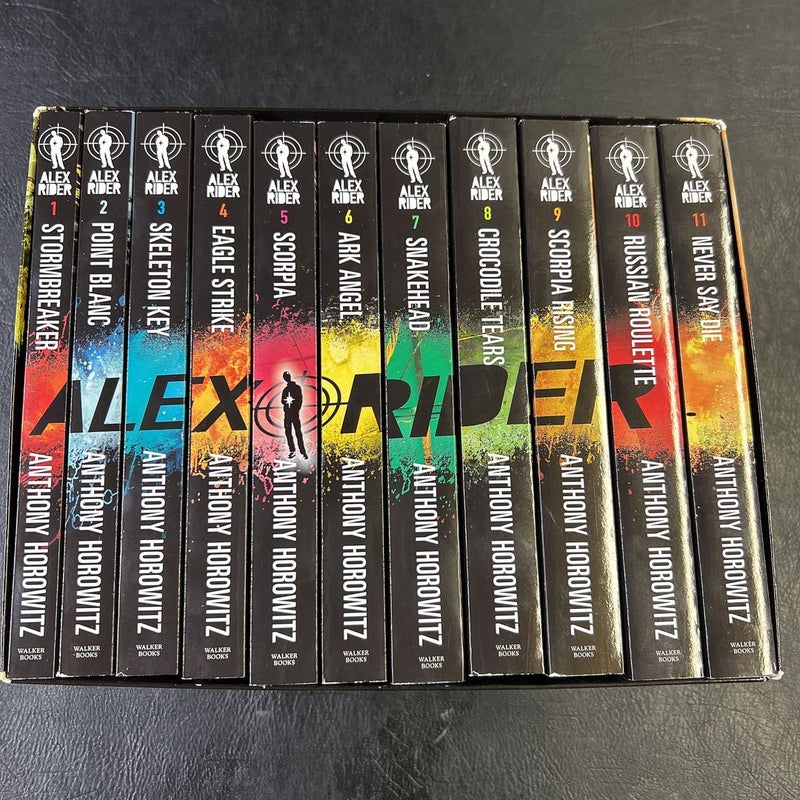 ALEX RIDER
1 STORMBREAKER
ANTHONY HOROWITZ
WALKER BOOKS
ALEX RIDER
2 POINT BLANC
ANTHONY HOROWITZ
WALKER BOOKS
ALEX RIDER
3 SKELETON KEY
ANTHONY HOROWITZ
WALKER BOOKS
ALEX RIDER
4 EAGLE STRIKE
ANTHONY HOROWITZ
WALKER BOOKS
ALEX RIDER
5 SCORPIA
ANTHONY HOROWITZ
WALKER BOOKS
ALEX RIDER
6 ARK ANGEL
ANTHONY HOROWITZ
WALKER BOOKS
ALEX RIDER
7 SNAKEHEAD
ANTHONY HOROWITZ
WALKER BOOKS
ALEX RIDER
8 CROCODILE TEARS
ANTHONY HOROWITZ
WALKER BOOKS
ALEX RIDER
9 SCORPIA RISING
ANTHONY HOROWITZ
WALKER BOOKS
ALEX RIDER
10 RUSSIAN ROULETTE
ANTHONY HOROWITZ
WALKER BOOKS
ALEX RIDER
11 NEVER SAY DIE
ANTHONY HOROWITZ
WALKER BOOKS
ALEX RIDER